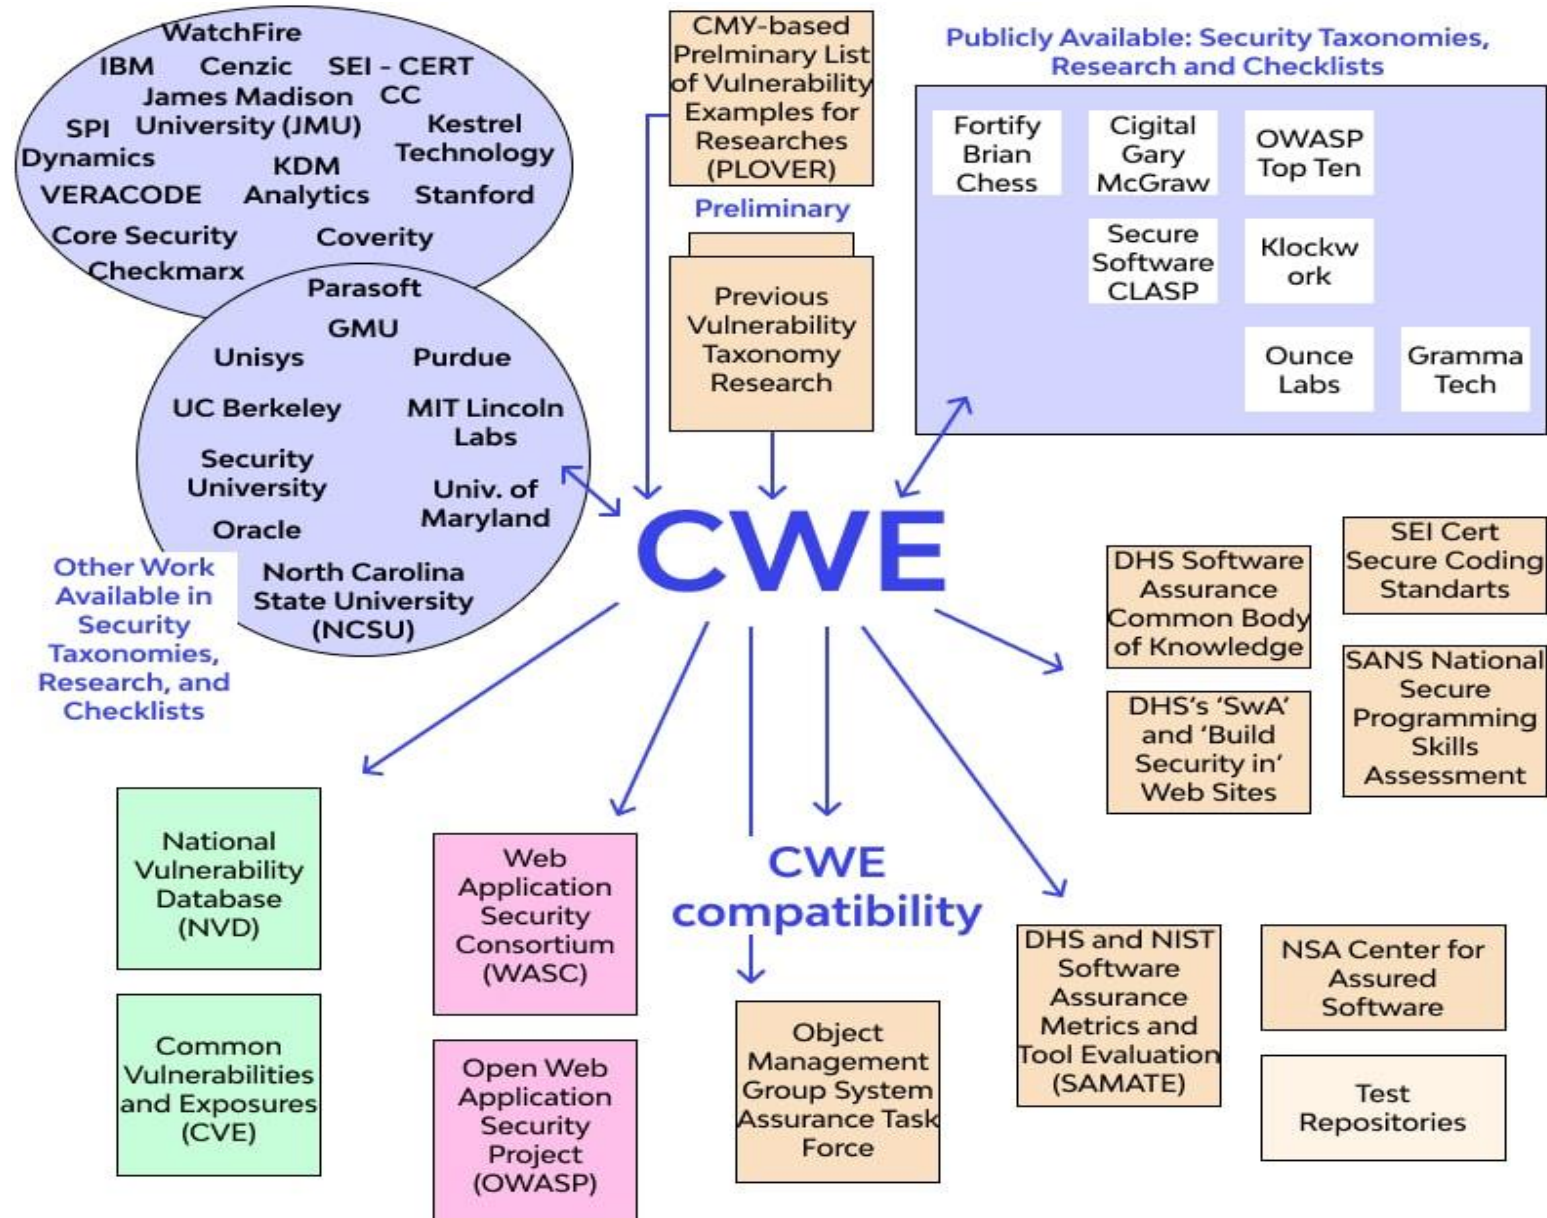 WatchFire
IBM Cenzic SEI - CERT
James Madison CC
SPI University (JMU) Kestrel
Dynamics Technology
KDM
VERACODE Analytics Stanford
Core Security Coverity
Checkmarx
Parasoft
GMU
Unisys Purdue
UC Berkeley MIT Lincoln
Labs
Security
University
Univ. of
Maryland
Oracle
North Carolina
State University
(NCSU)
Other Work
Available in
Security
Taxonomies,
Research, and
Checklists
CMY-based
Prelminary List
of Vulnerability
Examples for
Researches
(PLOVER)
Preliminary
Previous
Vulnerability
Taxonomy
Research
Publicly Available: Security Taxonomies,
Research and Checklists
Fortify
Brian
Chess
Cigital
Gary
McGraw
OWASP
Top Ten
Secure
Software
CLASP
Klockw
ork
Ounce
Labs
Gramma
Tech
CWE
DHS Software
Assurance
Common Body
of Knowledge
SEI Cert
Secure Coding
Standarts
DHS's 'SwA'
and 'Build
Security in'
Web Sites
SANS National
Secure
Programming
Skills
Assessment
National
Vulnerability
Database
(NVD)
Common
Vulnerabilities
and Exposures
(CVE)
Web
Application
Security
Consortium
(WASC)
Open Web
Application
Security
Project
(OWASP)
CWE
compatibility
Object
Management
Group System
Assurance Task
Force
DHS and NIST
Software
Assurance
Metrics and
Tool Evaluation
(SAMATE)
NSA Center for
Assured
Software
Test
Repositories